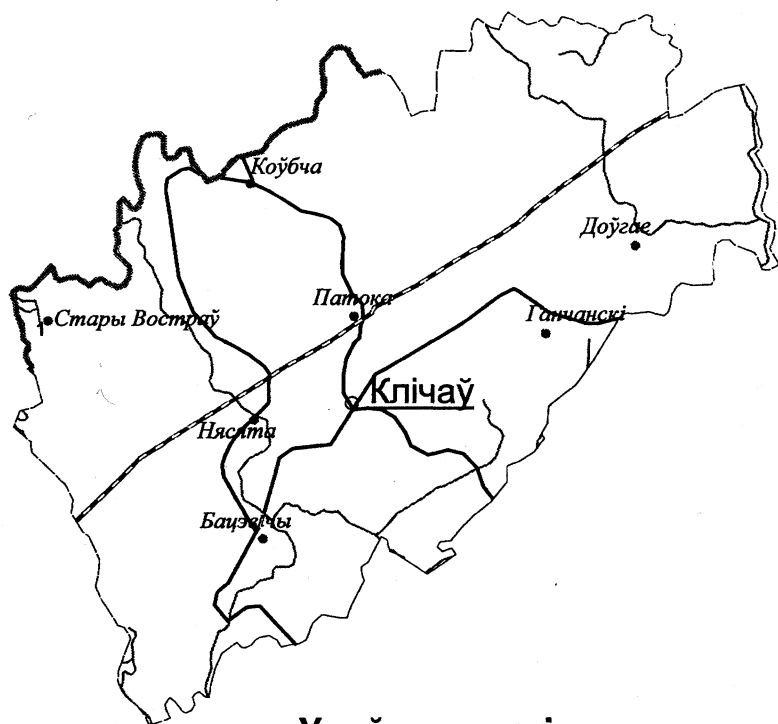 Коўбча
Доўгае
Патока
Ганчанскі
Стары Востраў
Клічаў
Нясята
Бацэвічы